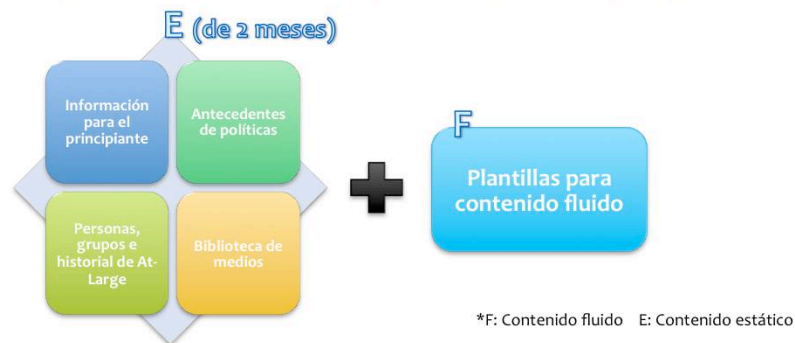 E (de 2 meses)
Información
para el
principiante
Antecedentes
de políticas
Personas,
grupos e
historial de At-
Large
Biblioteca de
medios
F
Plantillas para
contenido fluido
*F: Contenido fluido E: Contenido estático